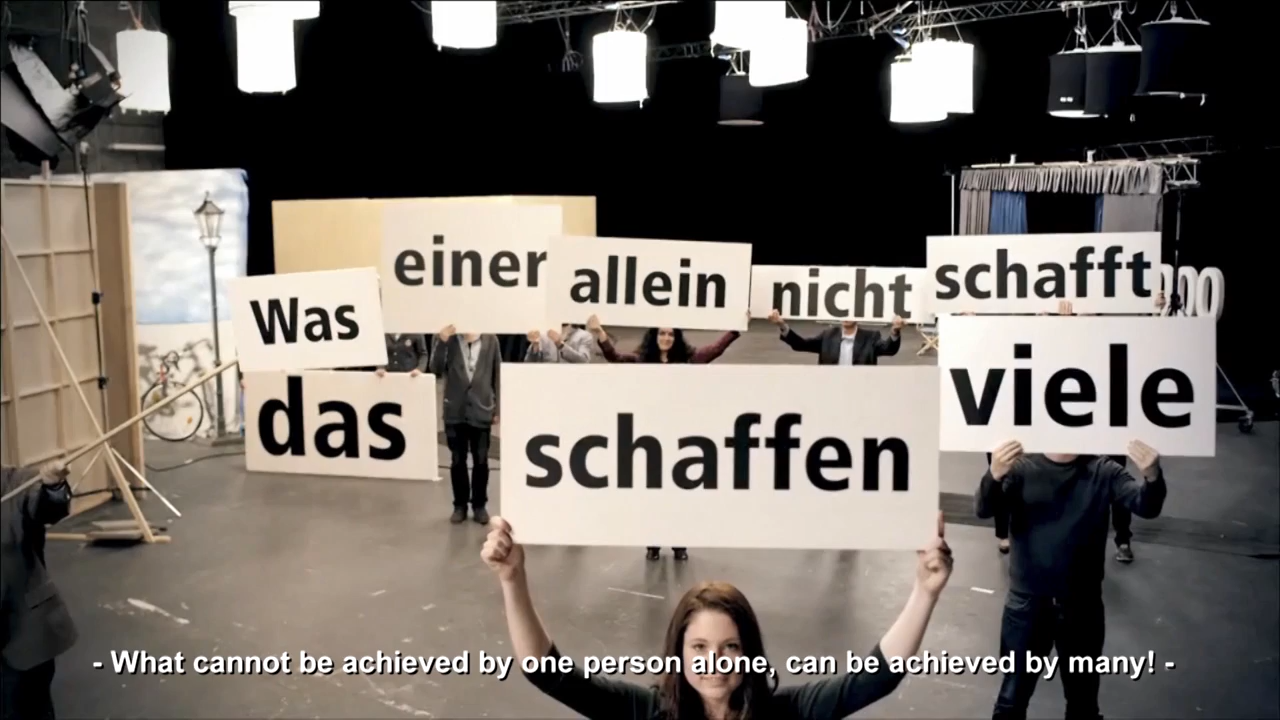 Was einer allein nicht schafft
das schaffen viele
- What cannot be achieved by one person alone, can be achieved by many! -